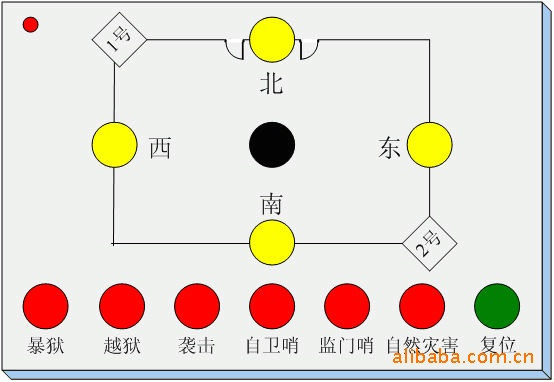 1号
北
西
东
南
2号
暴狱 越狱 袭击 自卫哨 监门哨 自然灾害 复位
alibaba.com.cn